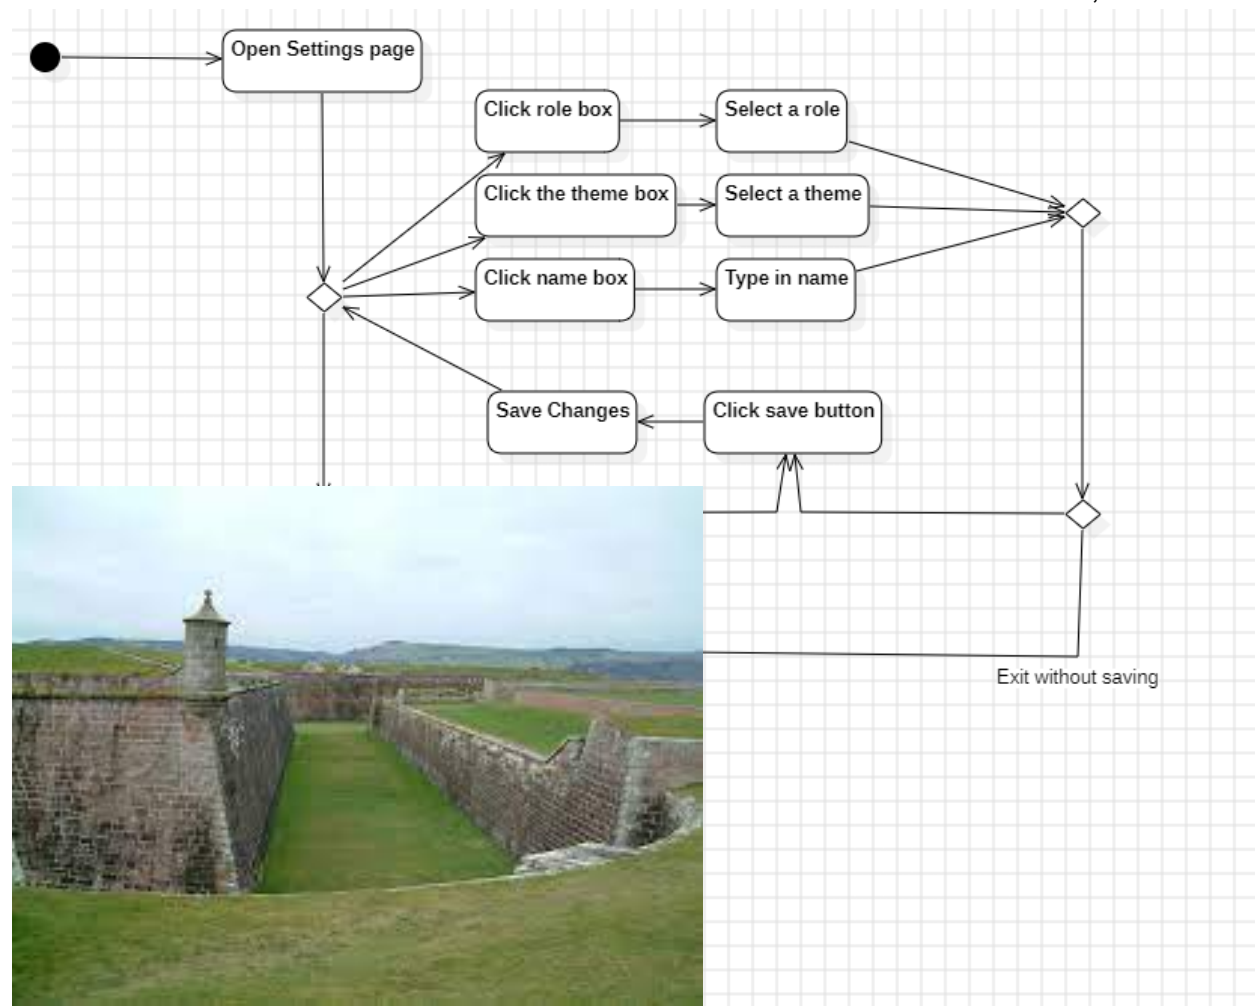 Open Settings page
Click role box
Select a role
Click the theme box
Select a theme
Click name box
Type in name
Save Changes
Click save button
Exit without saving